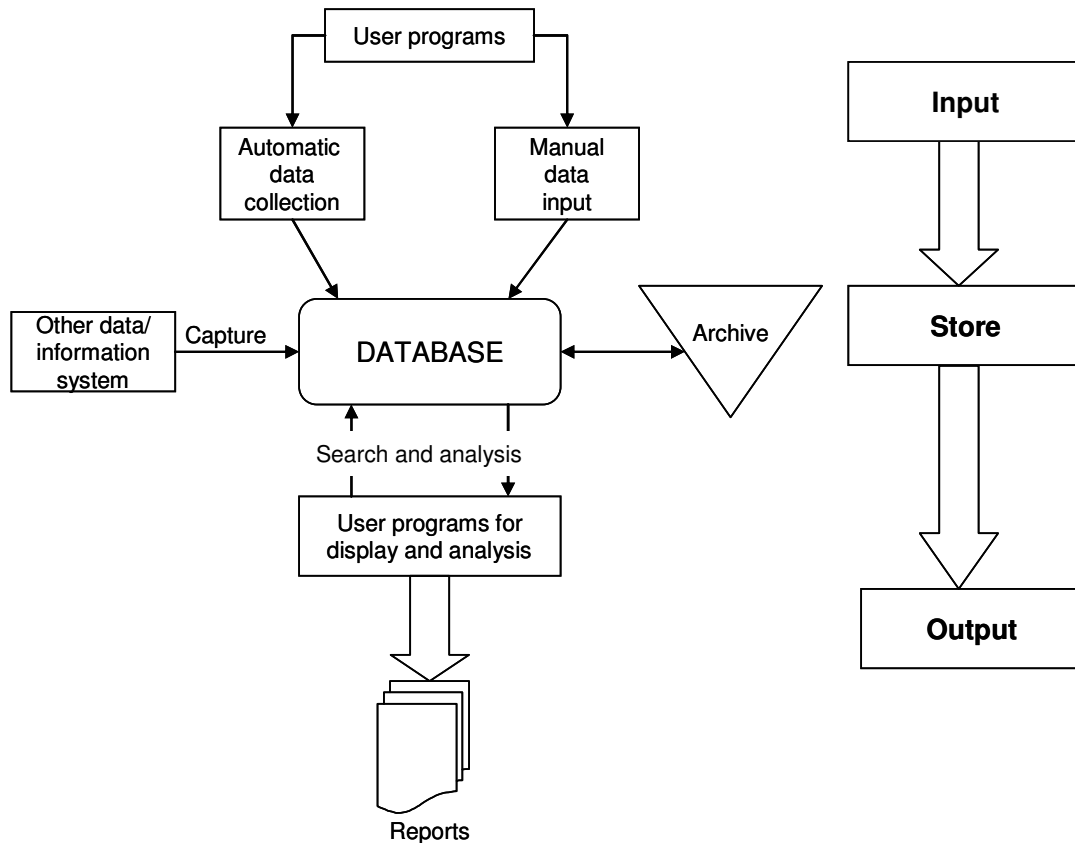 User programs
Automatic
data
collection
Manual
data
input
Input
Other data/
information
system
Capture
DATABASE
Archive
Store
Search and analysis
User programs for
display and analysis
Output
Reports